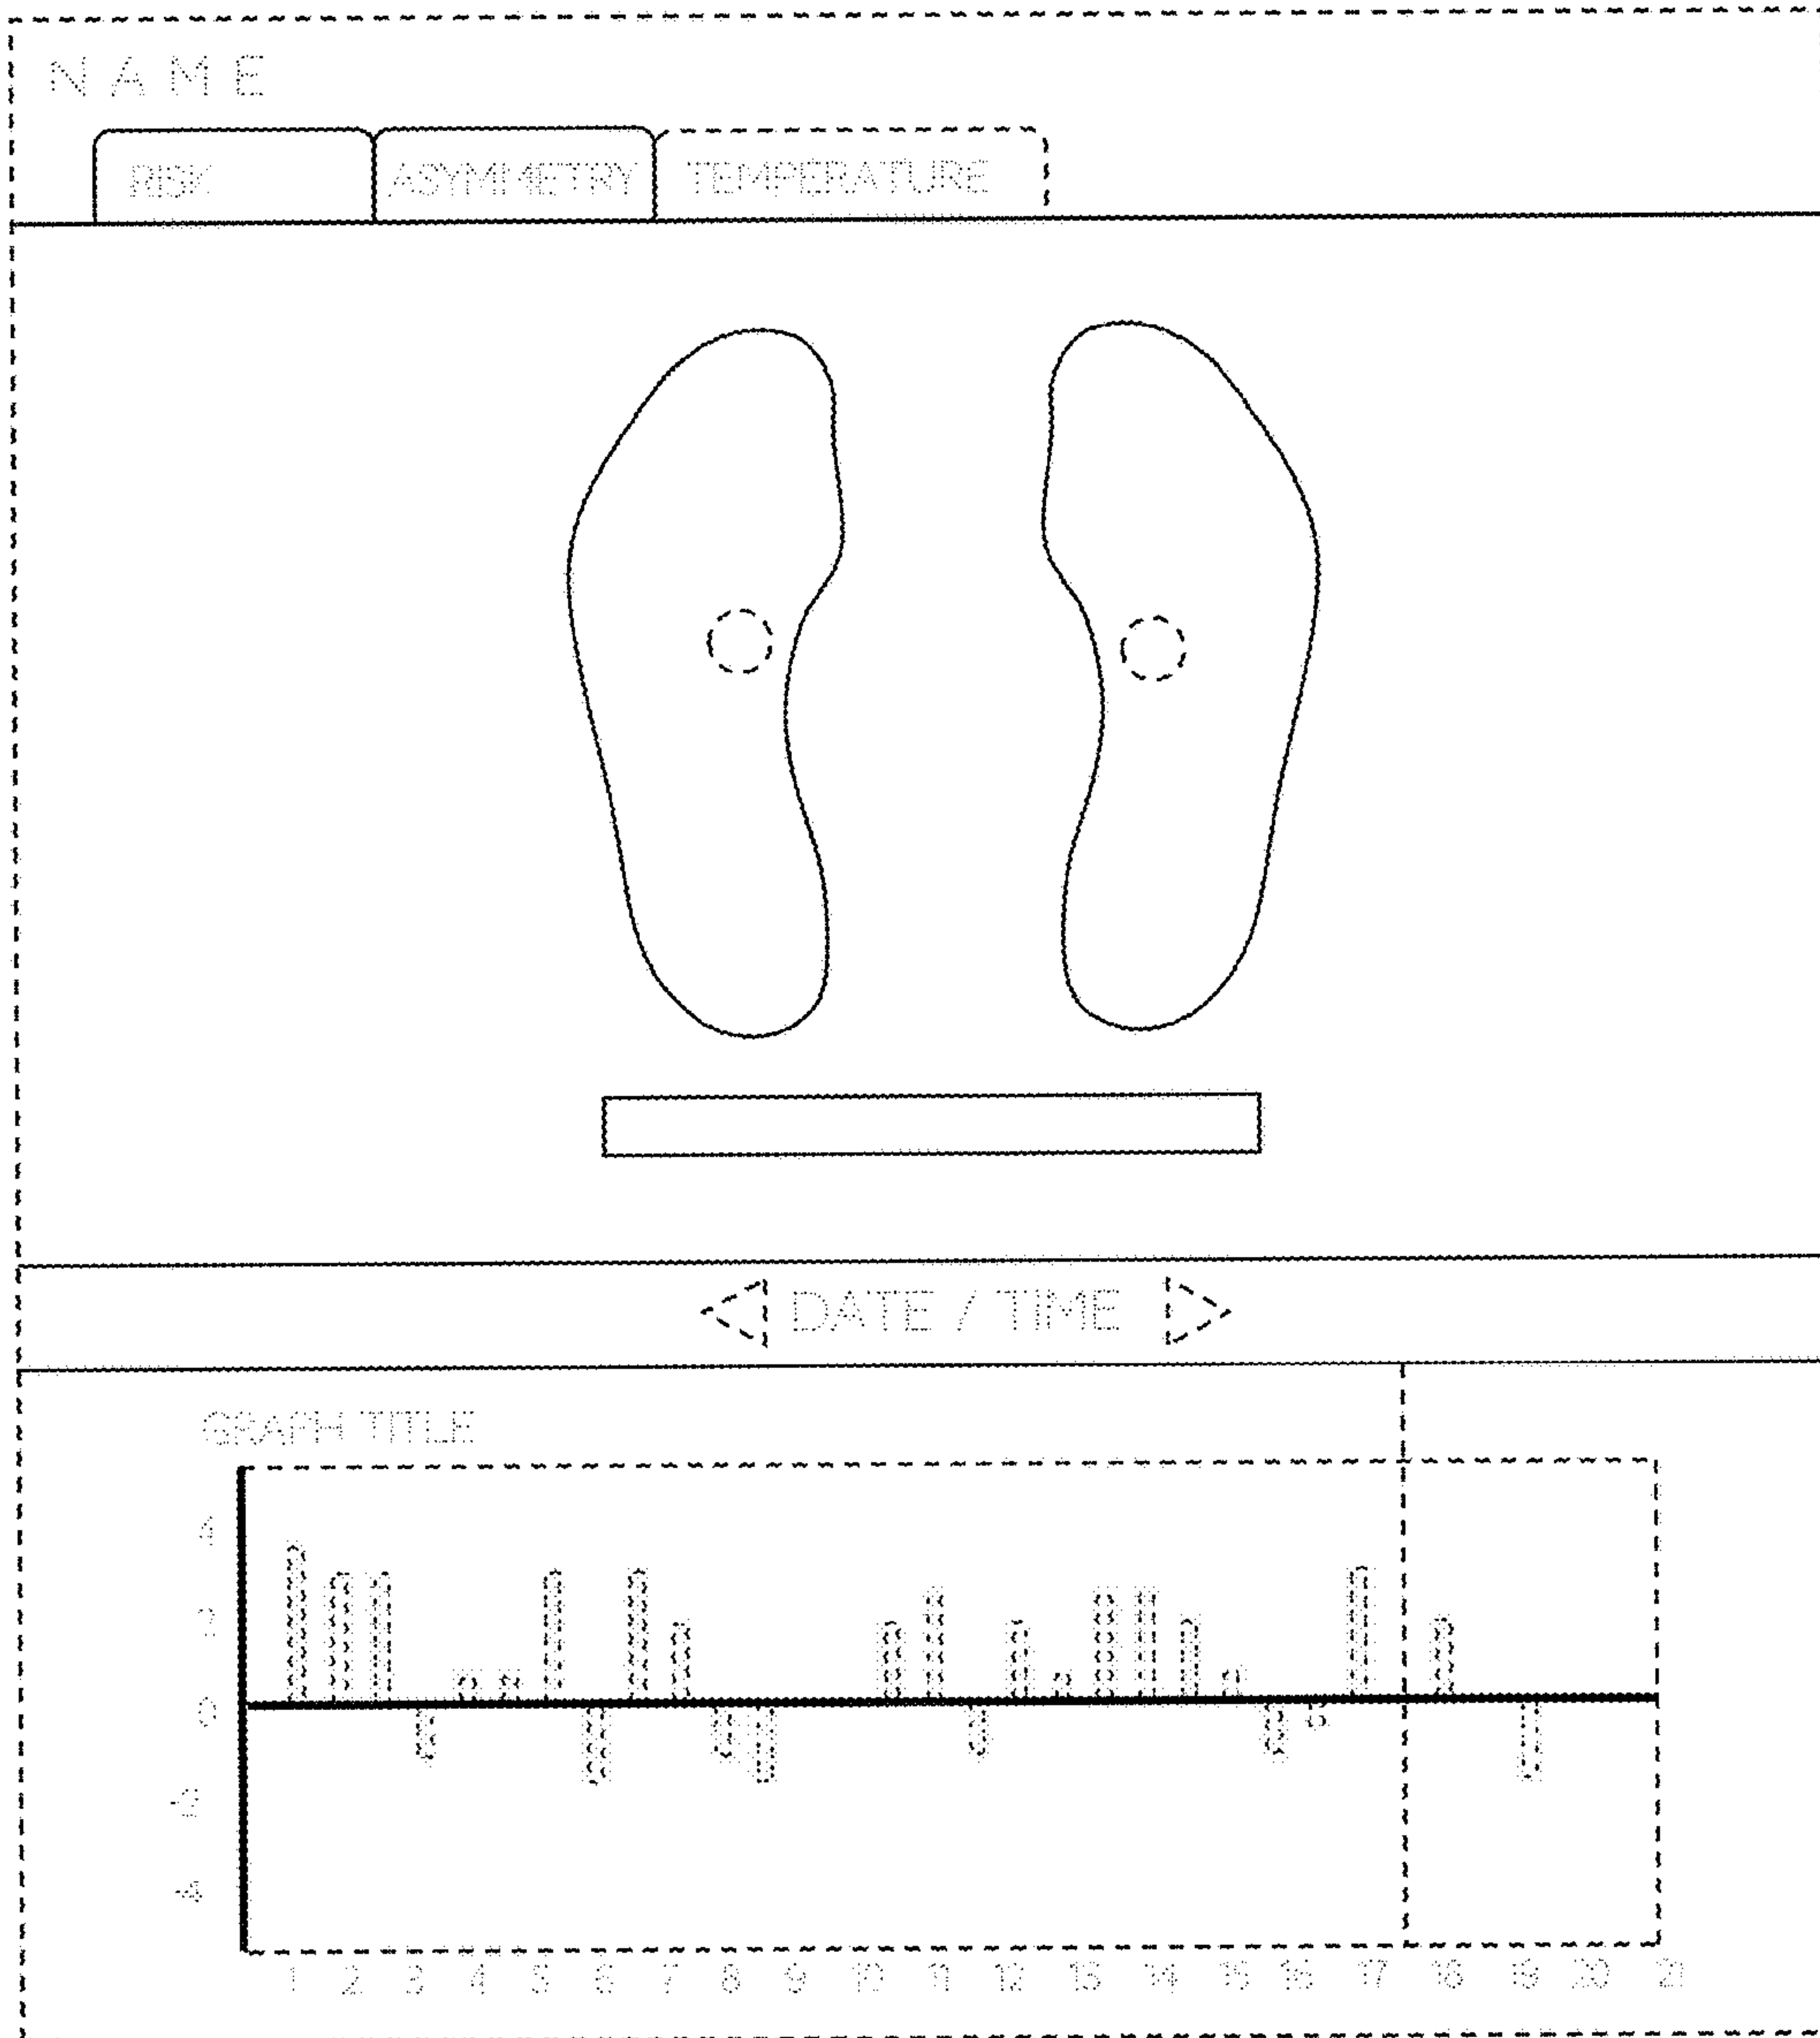 NAME
RISK ASYMMETRY TEMPERATURE
DATE / TIME
GRAPH TITLE
4
2
0
-2
-4
1 2 3 4 5 6 7 8 9 10 11 12 13 14 15 16 17 18 19 20 21